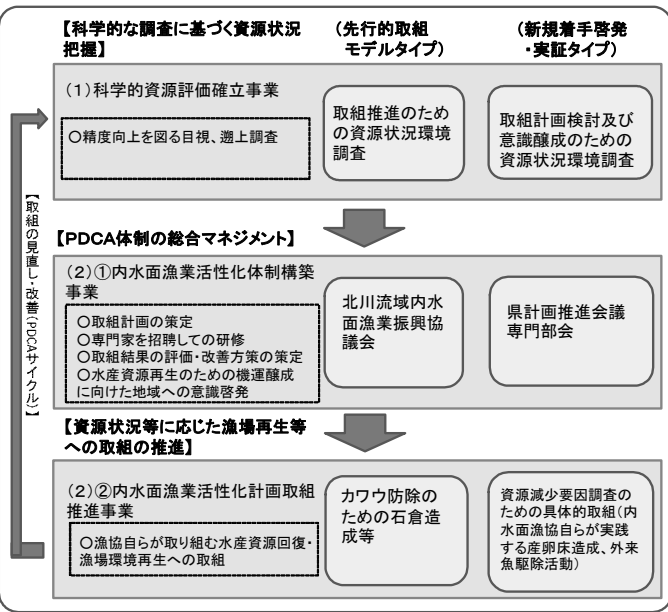 【科学的な調査に基づく資源状況
把握】
(先行的取組
モデルタイプ)
(新規着手啓発
・実証タイプ)
(1)科学的資源評価確立事業
○精度向上を図る目視、遡上調査
取組推進のため
の資源状況環境
調査
取組計画検討及び
意識醸成のための
資源状況環境調査
【取組の見直し・改善(PDCAサイクル)】
【PDCA体制の総合マネジメント】
(2)①内水面漁業活性化体制構築
事業
○取組計画の策定
○専門家を招聘しての研修
○取組結果の評価・改善方策の策定
○水産資源再生のための機運醸成
に向けた地域への意識啓発
北川流域内水
面漁業振興協
議会
県計画推進会議
専門部会
【資源状況等に応じた漁場再生等
への取組の推進】
(2)②内水面漁業活性化計画取組
推進事業
○漁協自らが取り組む水産資源回復・
漁場環境再生への取組
カワウ防除の
ための石倉造
成等
資源減少要因調査の
ための具体的取組(内
水面漁協自らが実践
する産卵床造成、外来
魚駆除活動)